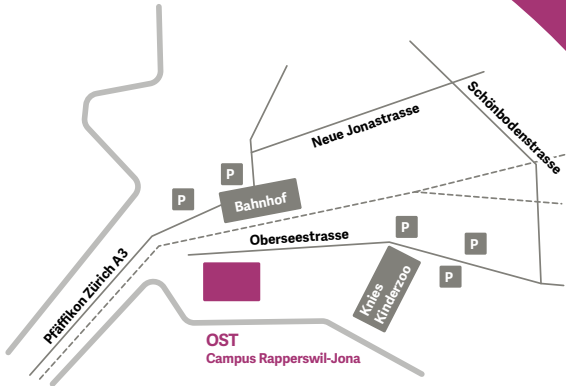 Neue Jonastrasse
Schönbodenstrasse
P
P
Bahnhof
P
Oberseestrasse
P
P
Pfäffikon Zürich A3
Knies
Kinderzoo
OST
Campus Rapperswil-Jona